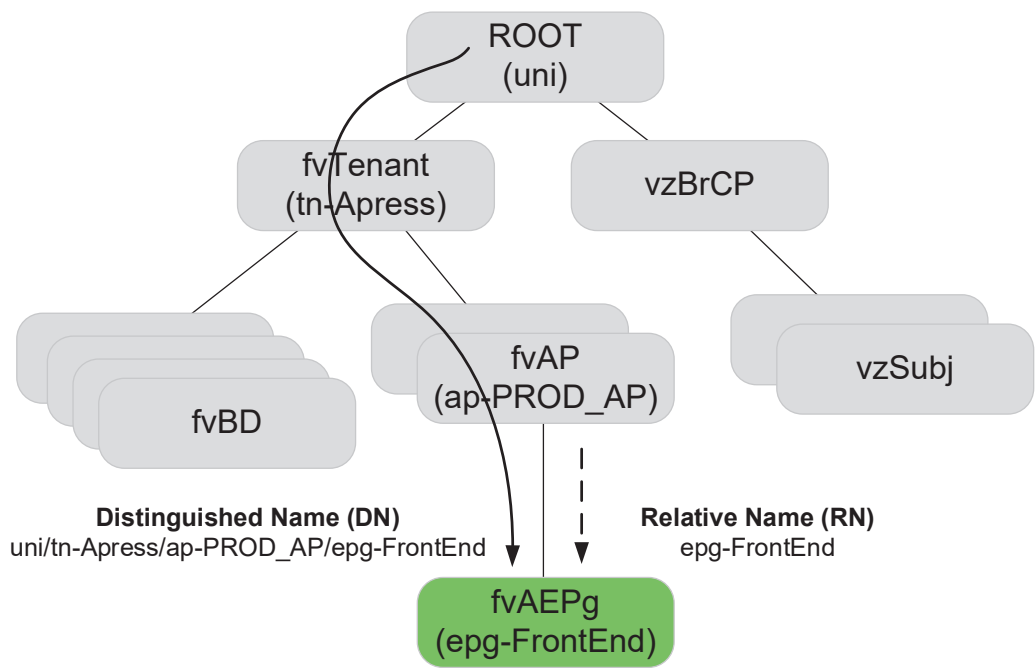 ROOT
(uni)
fvTenant
(tn-Apress)
vzBrCP
fvBD
fvAP
(ap-PROD_AP)
vzSubj
Distinguished Name (DN)
uni/tn-Apress/ap-PROD_AP/epg-FrontEnd
Relative Name (RN)
epg-FrontEnd
fvAEPg
(epg-FrontEnd)